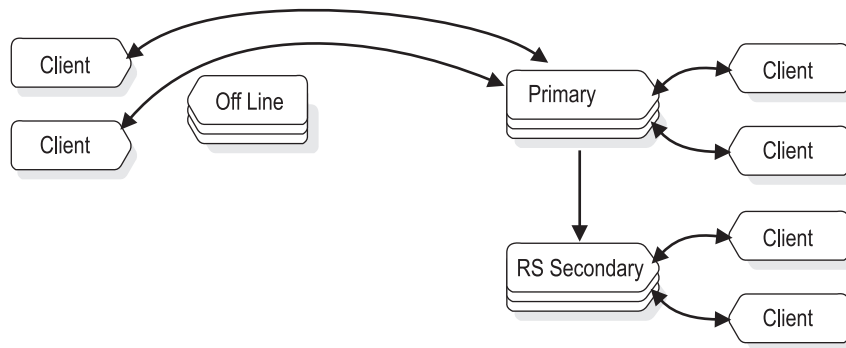 Client
Client
Off Line
Primary
Client
Client
RS Secondary
Client
Client